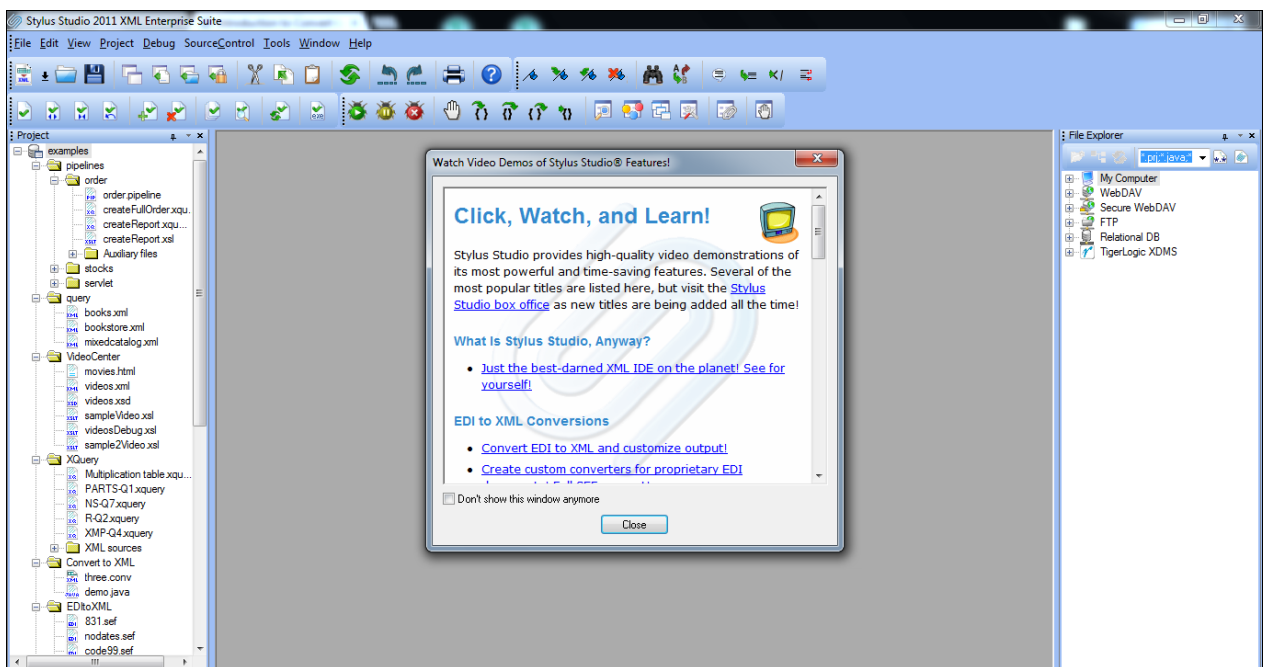 Stylus Studio 2011 XML Enterprise Suite
File Edit View Project Debug SourceControl Tools Window Help
Project
examples
pipelines
order
order.pipeline
createFullOrder.xqu.
createReport.xqu...
createReport.xsl
Auxiliary files
stocks
servlet
query
books.xml
bookstore.xml
mixedcatalog.xml
VideoCenter
movies.html
videos.xml
videos.xsd
sampleVideo.xsl
videosDebug.xsl
sample2Video.xsl
XQuery
Multiplication table.xqu...
PARTS-Q1.xquery
NS-Q7.xquery
R-Q2.xquery
XMP-Q4.xquery
XML sources
Convert to XML
three.conv
demo.java
EDItoXML
831.sef
nodates.sef
code99.sef
Watch Video Demos of Stylus Studio® Features!
Click, Watch, and Learn!
Stylus Studio provides high-quality video demonstrations of
its most powerful and time-saving features. Several of the
most popular titles are listed here, but visit the Stylus
Studio box office as new titles are being added all the time!
What Is Stylus Studio, Anyway?
Just the best-darned XML IDE on the planet! See for
yourself!
EDI to XML Conversions
Convert EDI to XML and customize output!
Create custom converters for proprietary EDI
Don't show this window anymore
Close
File Explorer
*.prj;*.java;*
My Computer
WebDAV
Secure WebDAV
FTP
Relational DB
TigerLogic XDMS